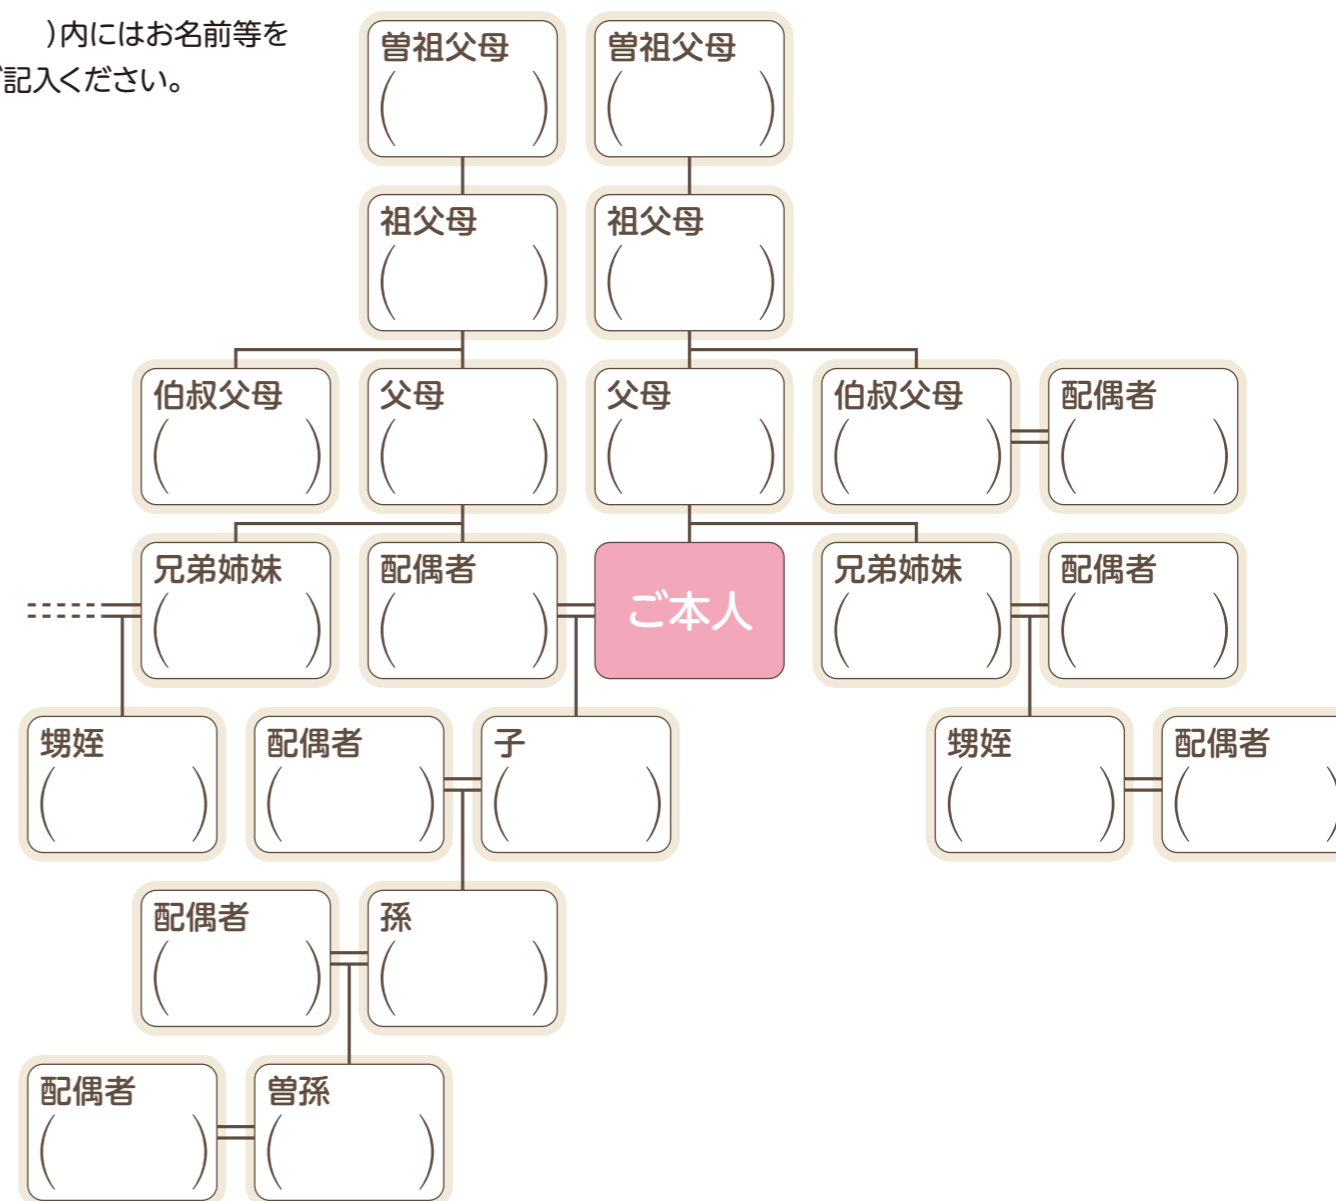 )内にはお名前等を
ご記入ください。
曽祖父母
( )
曽祖父母
( )
祖父母
( )
祖父母
( )
伯叔父母
( )
父母
( )
父母
( )
伯叔父母
( )
配偶者
( )
兄弟姉妹
( )
配偶者
( )
ご本人
兄弟姉妹
( )
配偶者
( )
甥姪
( )
配偶者
( )
子
( )
甥姪
( )
配偶者
( )
配偶者
( )
孫
( )
配偶者
( )
曽孫
( )